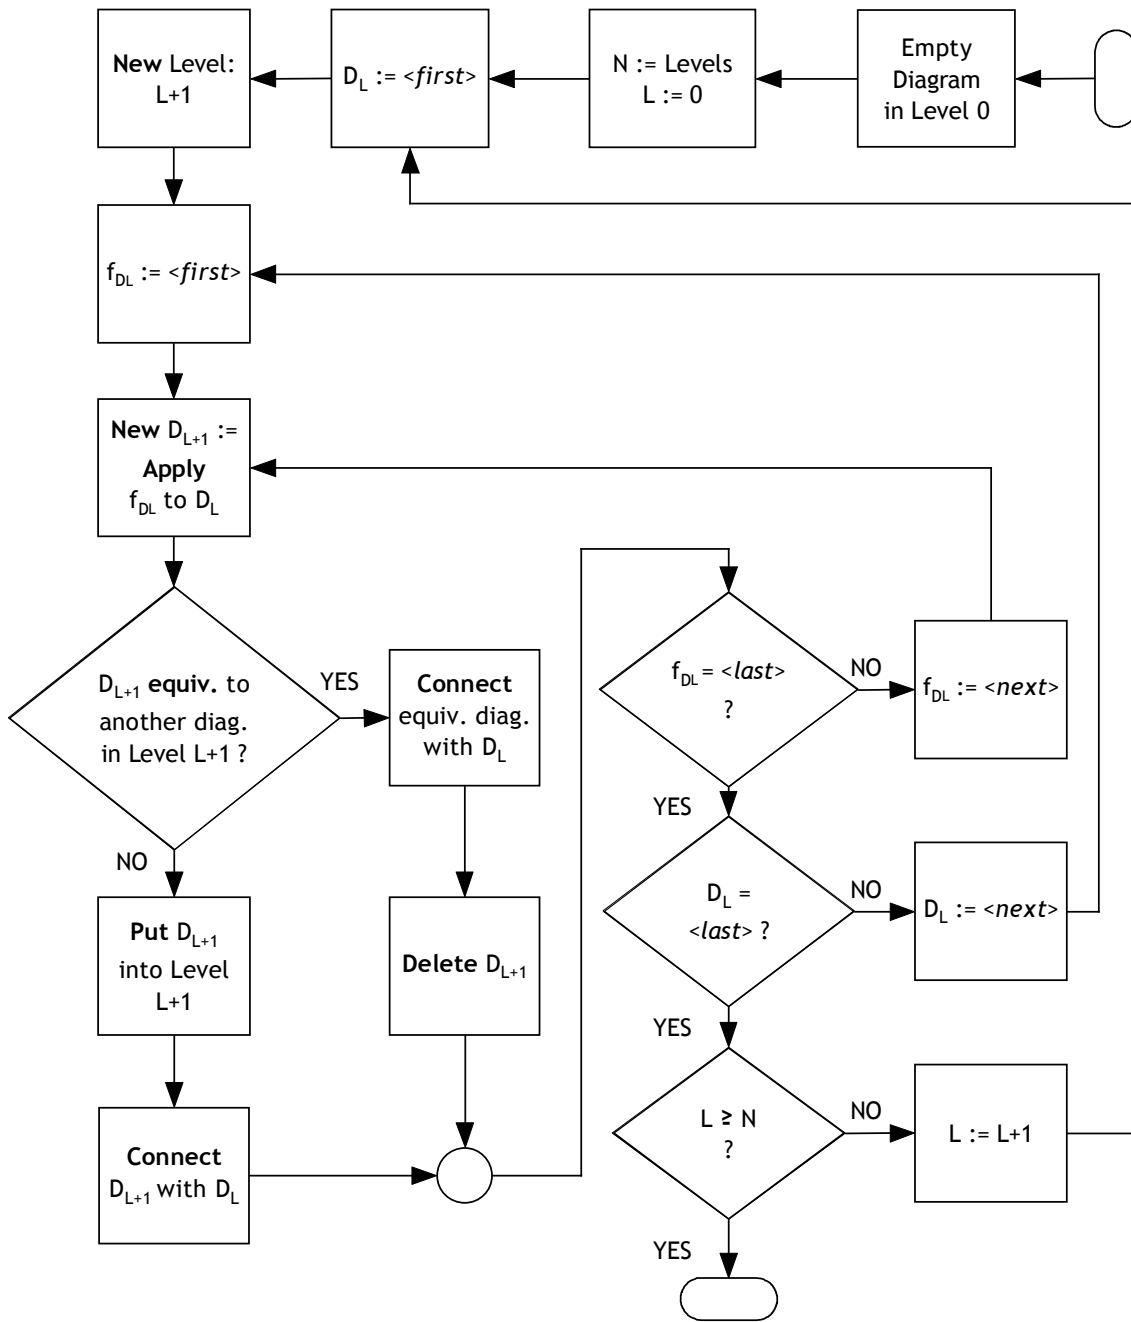 New Level:
L+1
D_L := <first>
N := Levels
L := 0
Empty
Diagram
in Level 0
f_DL := <first>
New D_L+1 :=
Apply
f_DL to D_L
D_L+1 equiv. to
another diag.
in Level L+1 ?
YES
NO
Connect
equiv. diag.
with D_L
Put D_L+1
into Level
L+1
Delete D_L+1
Connect
D_L+1 with D_L
f_DL = <last>
?
NO
f_DL := <next>
YES
D_L =
<last> ?
NO
D_L := <next>
YES
L ≥ N
?
NO
L := L+1
YES